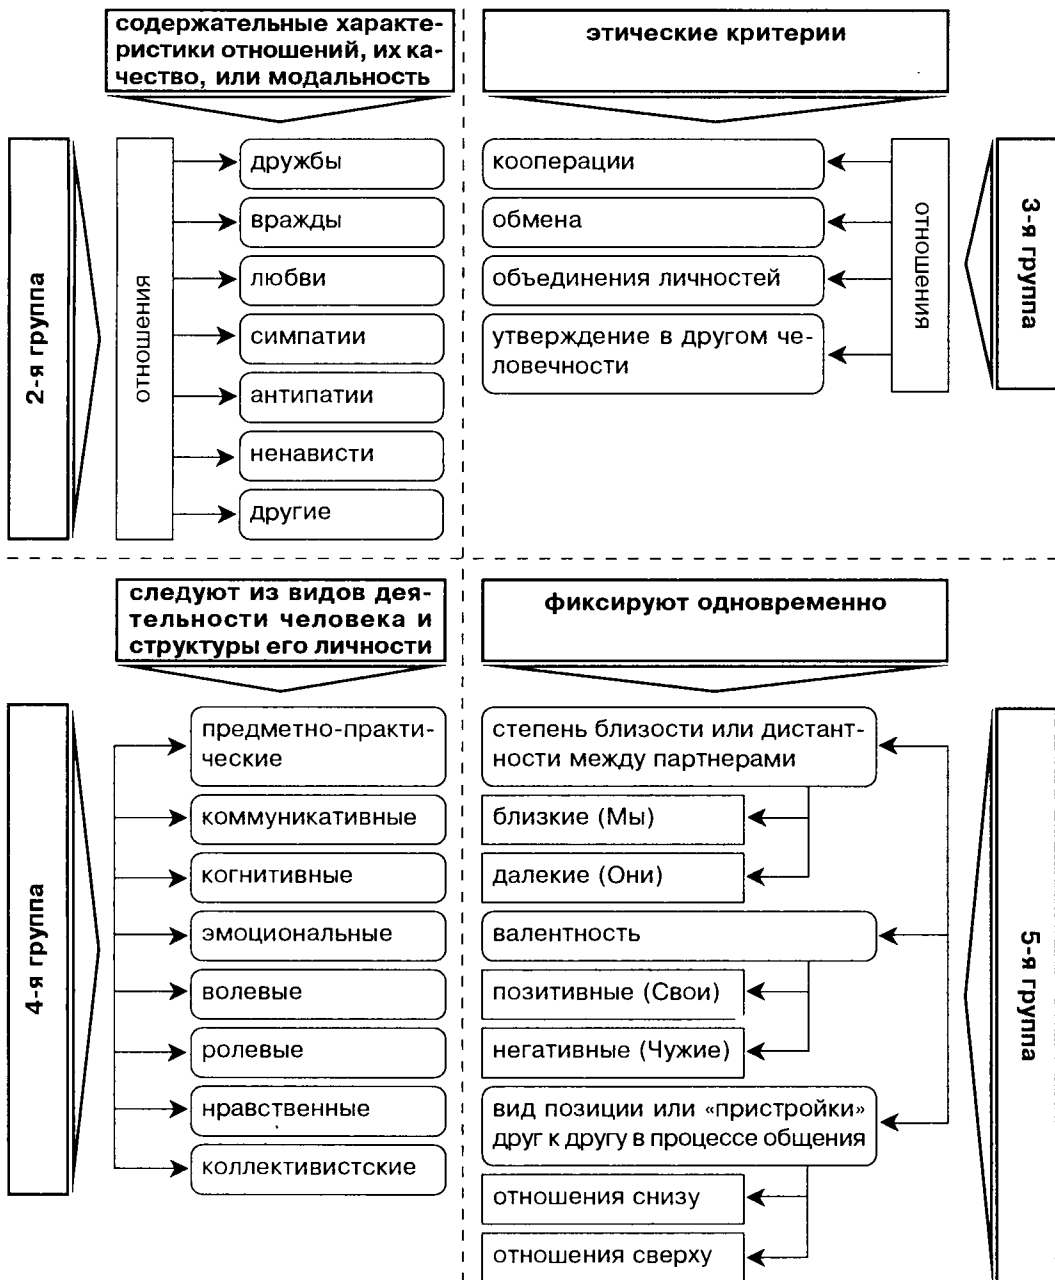 содержательные характе-
ристики отношений, их ка-
чество, или модальность
2-я группа
отношения
дружбы
вражды
любви
симпатии
антипатии
ненависти
другие
этические критерии
кооперации
обмена
объединения личностей
утверждение в другом че-
ловечности
отношения
3-я группа
следуют из видов дея-
тельности человека и
структуры его личности
4-я группа
предметно-практи-
ческие
коммуникативные
когнитивные
эмоциональные
волевые
ролевые
нравственные
коллективистские
фиксируют одновременно
степень близости или дистант-
ности между партнерами
близкие (Мы)
далекие (Они)
валентность
позитивные (Свои)
негативные (Чужие)
вид позиции или «пристройки»
друг к другу в процессе общения
отношения снизу
отношения сверху
5-я группа